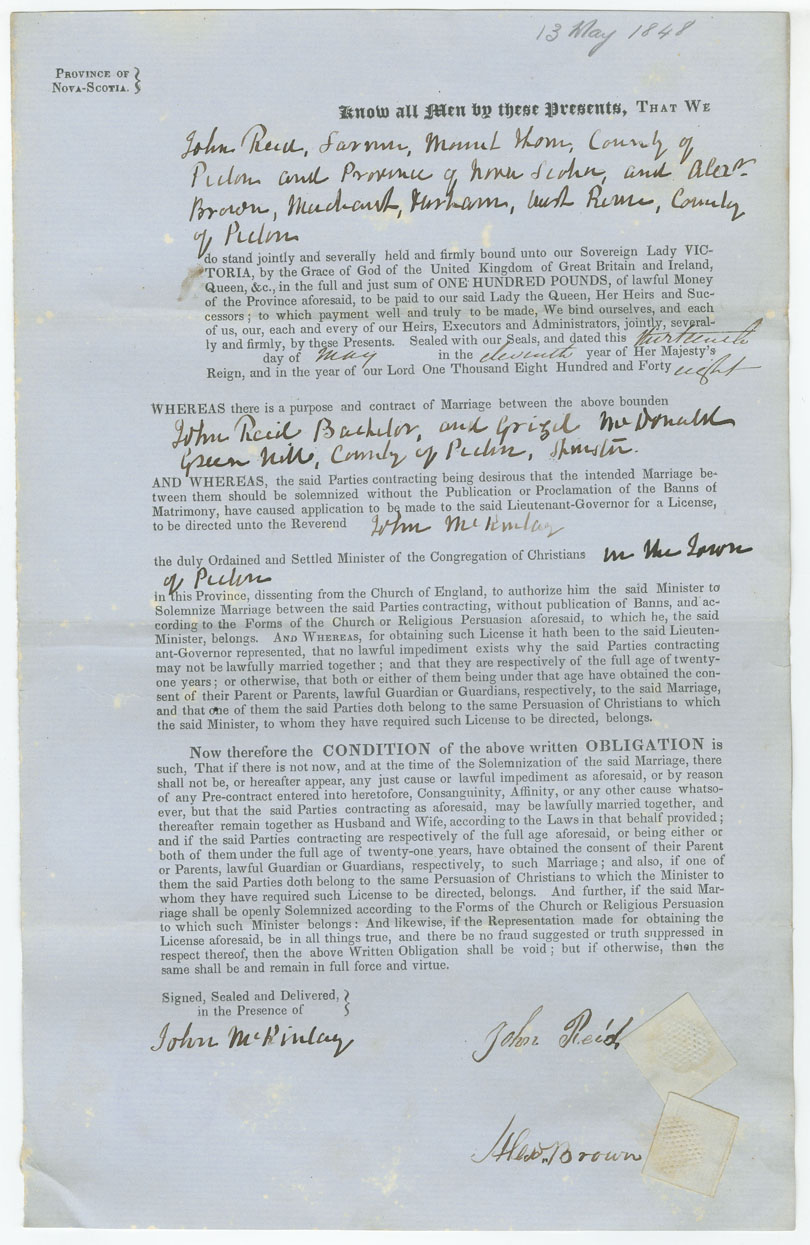 13 May 1848
PROVINCE OF
NOVA-SCOTIA.
Know all Men by these Presents, THAT WE
John Reid, Farmer, Mount Thom, County of
Pictou and Province of Nova Scotia, and Alexr.
Brown, Merchant, Durham, West River, County
of Pictou
do stand jointly and severally held and firmly bound unto our Sovereign Lady VIC-
TORIA, by the Grace of God of the United Kingdom of Great Britain and Ireland,
Queen, &c., in the full and just sum of ONE HUNDRED POUNDS, of lawful Money
of the Province aforesaid, to be paid to our said Lady the Queen, Her Heirs and Suc-
cessors; to which payment well and truly to be made, We bind ourselves, and each
of us, our, each and every of our Heirs, Executors and Administrators, jointly, several-
ly and firmly, by these Presents. Sealed with our Seals, and dated this thirteenth
day of May in the eleventh year of Her Majesty's
Reign, and in the year of our Lord One Thousand Eight Hundred and Forty eight
WHEREAS there is a purpose and contract of Marriage between the above bounden
John Reid Bachelor, and Grizel McDonald
Green Hill, County of Pictou, Spinster.
AND WHEREAS, the said Parties contracting being desirous that the intended Marriage be-
tween them should be solemnized without the Publication or Proclamation of the Banns of
Matrimony, have caused application to be made to the said Lieutenant-Governor for a License,
to be directed unto the Reverend John McKinlay
the duly Ordained and Settled Minister of the Congregation of Christians in the Town
of Pictou
in this Province, dissenting from the Church of England, to authorize him the said Minister to
Solemnize Marriage between the said Parties contracting, without publication of Banns, and ac-
cording to the Forms of the Church or Religious Persuasion aforesaid, to which he, the said
Minister, belongs. AND WHEREAS, for obtaining such License it hath been to the said Lieuten-
ant-Governor represented, that no lawful impediment exists why the said Parties contracting
may not be lawfully married together; and that they are respectively of the full age of twenty-
one years; or otherwise, that both or either of them being under that age have obtained the con-
sent of their Parent or Parents, lawful Guardian or Guardians, respectively, to the said Marriage,
and that one of them the said Parties doth belong to the same Persuasion of Christians to which
the said Minister, to whom they have required such License to be directed, belongs.
Now therefore the CONDITION of the above written OBLIGATION is
such, That if there is not now, and at the time of the Solemnization of the said Marriage, there
shall not be, or hereafter appear, any just cause or lawful impediment as aforesaid, or by reason
of any Pre-contract entered into heretofore, Consanguinity, Affinity, or any other cause whatso-
ever, but that the said Parties contracting as aforesaid, may be lawfully married together, and
thereafter remain together as Husband and Wife, according to the Laws in that behalf provided;
and if the said Parties contracting are respectively of the full age aforesaid, or being either or
both of them under the full age of twenty-one years, have obtained the consent of their Parent
or Parents, lawful Guardian or Guardians, respectively, to such Marriage; and also, if one of
them the said Parties doth belong to the same Persuasion of Christians to which the Minister to
whom they have required such License to be directed, belongs. And further, if the said Mar-
riage shall be openly Solemnized according to the Forms of the Church or Religious Persuasion
to which such Minister belongs: And likewise, if the Representation made for obtaining the
License aforesaid, be in all things true, and there be no fraud suggested or truth suppressed in
respect thereof, then the above Written Obligation shall be void; but if otherwise, then the
same shall be and remain in full force and virtue.
Signed, Sealed and Delivered,
in the Presence of
John McKinlay
John Reid
Alexr. Brown